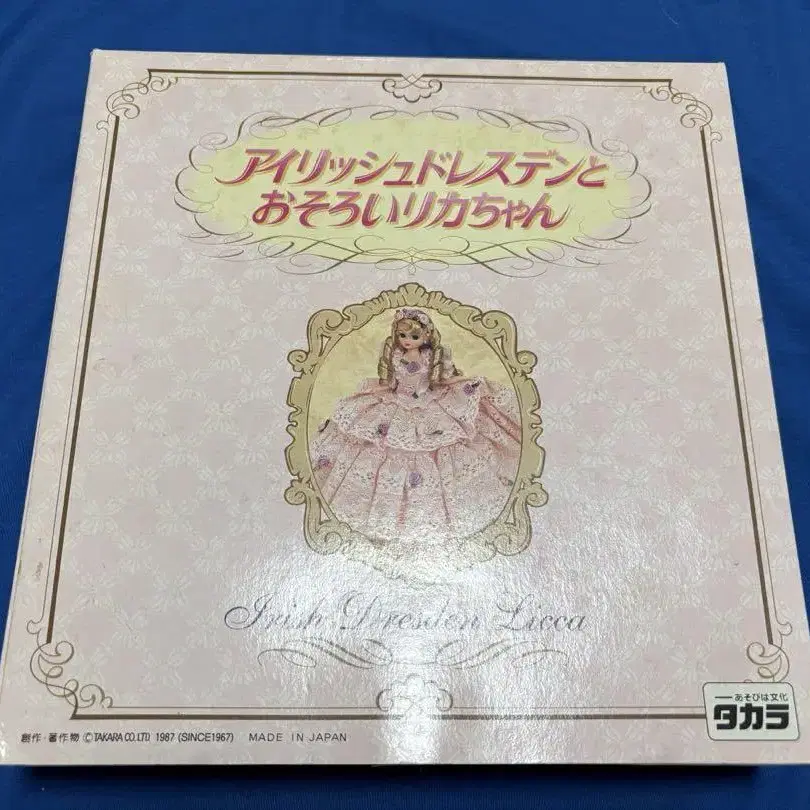 アイリッシュドレスデンと
おそろいリカちゃん
Irish Dresden Licca
創作・著作物 ©TAKARA CO.,LTD. 1987 (SINCE1967) MADE IN JAPAN
あそびは文化
タカラ